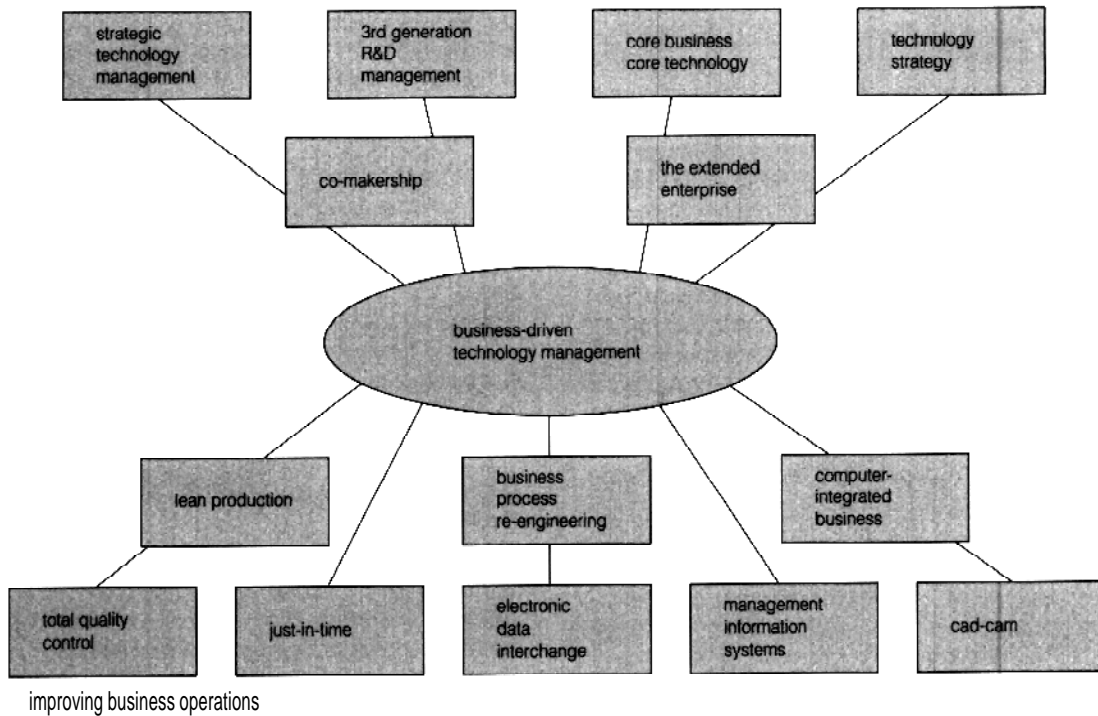 strategic
technology
management
3rd generation
R&D
management
core business
core technology
technology
strategy
co-makership
the extended
enterprise
business-driven
technology management
lean production
business
process
re-engineering
computer-
integrated
business
total quality
control
just-in-time
electronic
data
interchange
management
information
systems
cad-cam
improving business operations